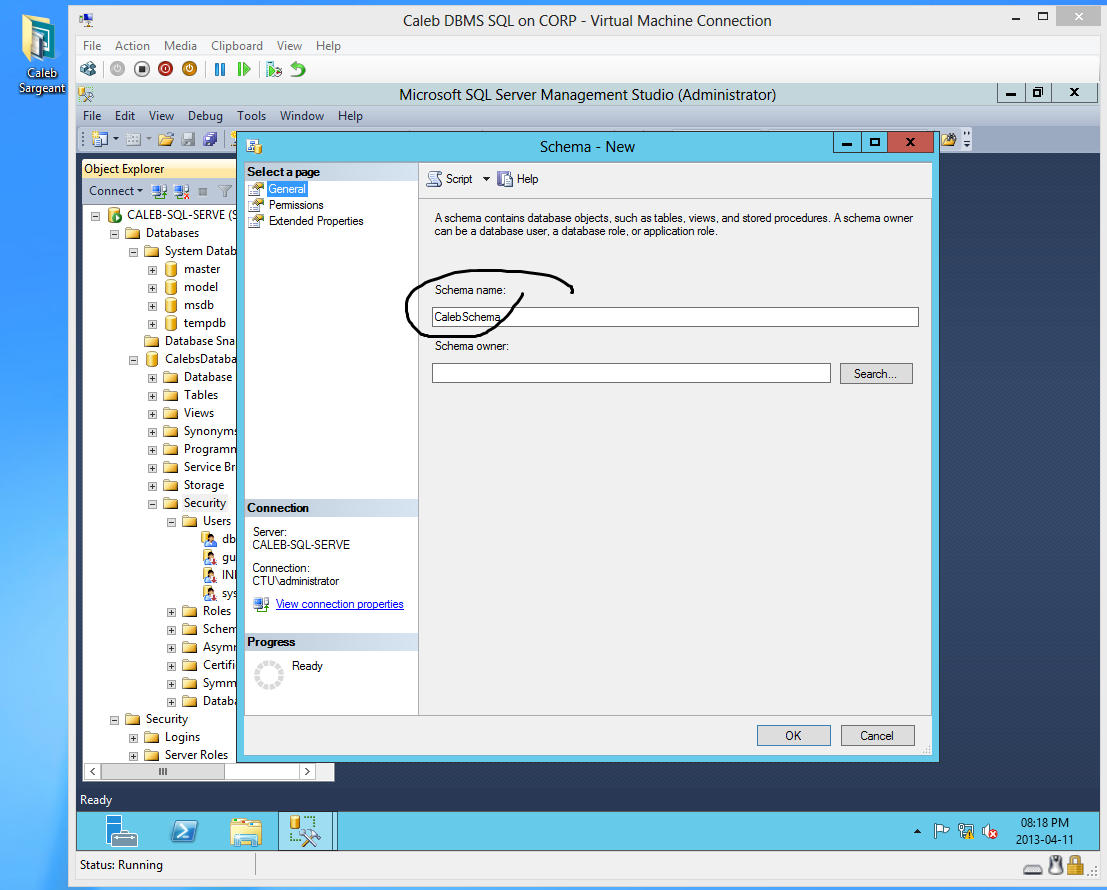 Caleb
Sargeant
Caleb DBMS SQL on CORP - Virtual Machine Connection
File Action Media Clipboard View Help
Microsoft SQL Server Management Studio (Administrator)
File Edit View Debug Tools Window Help
Object Explorer
Connect
CALEB-SQL-SERVE (S
Databases
System Datab
master
model
msdb
tempdb
Database Sna
CalebsDataba
Database
Tables
Views
Synonyms
Programm
Service Br
Storage
Security
Users
db
gu
INF
sys
Roles
Schem
Asymm
Certifi
Symm
Databa
Security
Logins
Server Roles
Schema - New
Select a page
General
Permissions
Extended Properties
Script Help
A schema contains database objects, such as tables, views, and stored procedures. A schema owner
can be a database user, a database role, or application role.
Schema name:
CalebSchema
Schema owner:
Search...
Connection
Server:
CALEB-SQL-SERVE
Connection:
CTU\administrator
View connection properties
Progress
Ready
OK Cancel
Ready
08:18 PM
2013-04-11
Status: Running